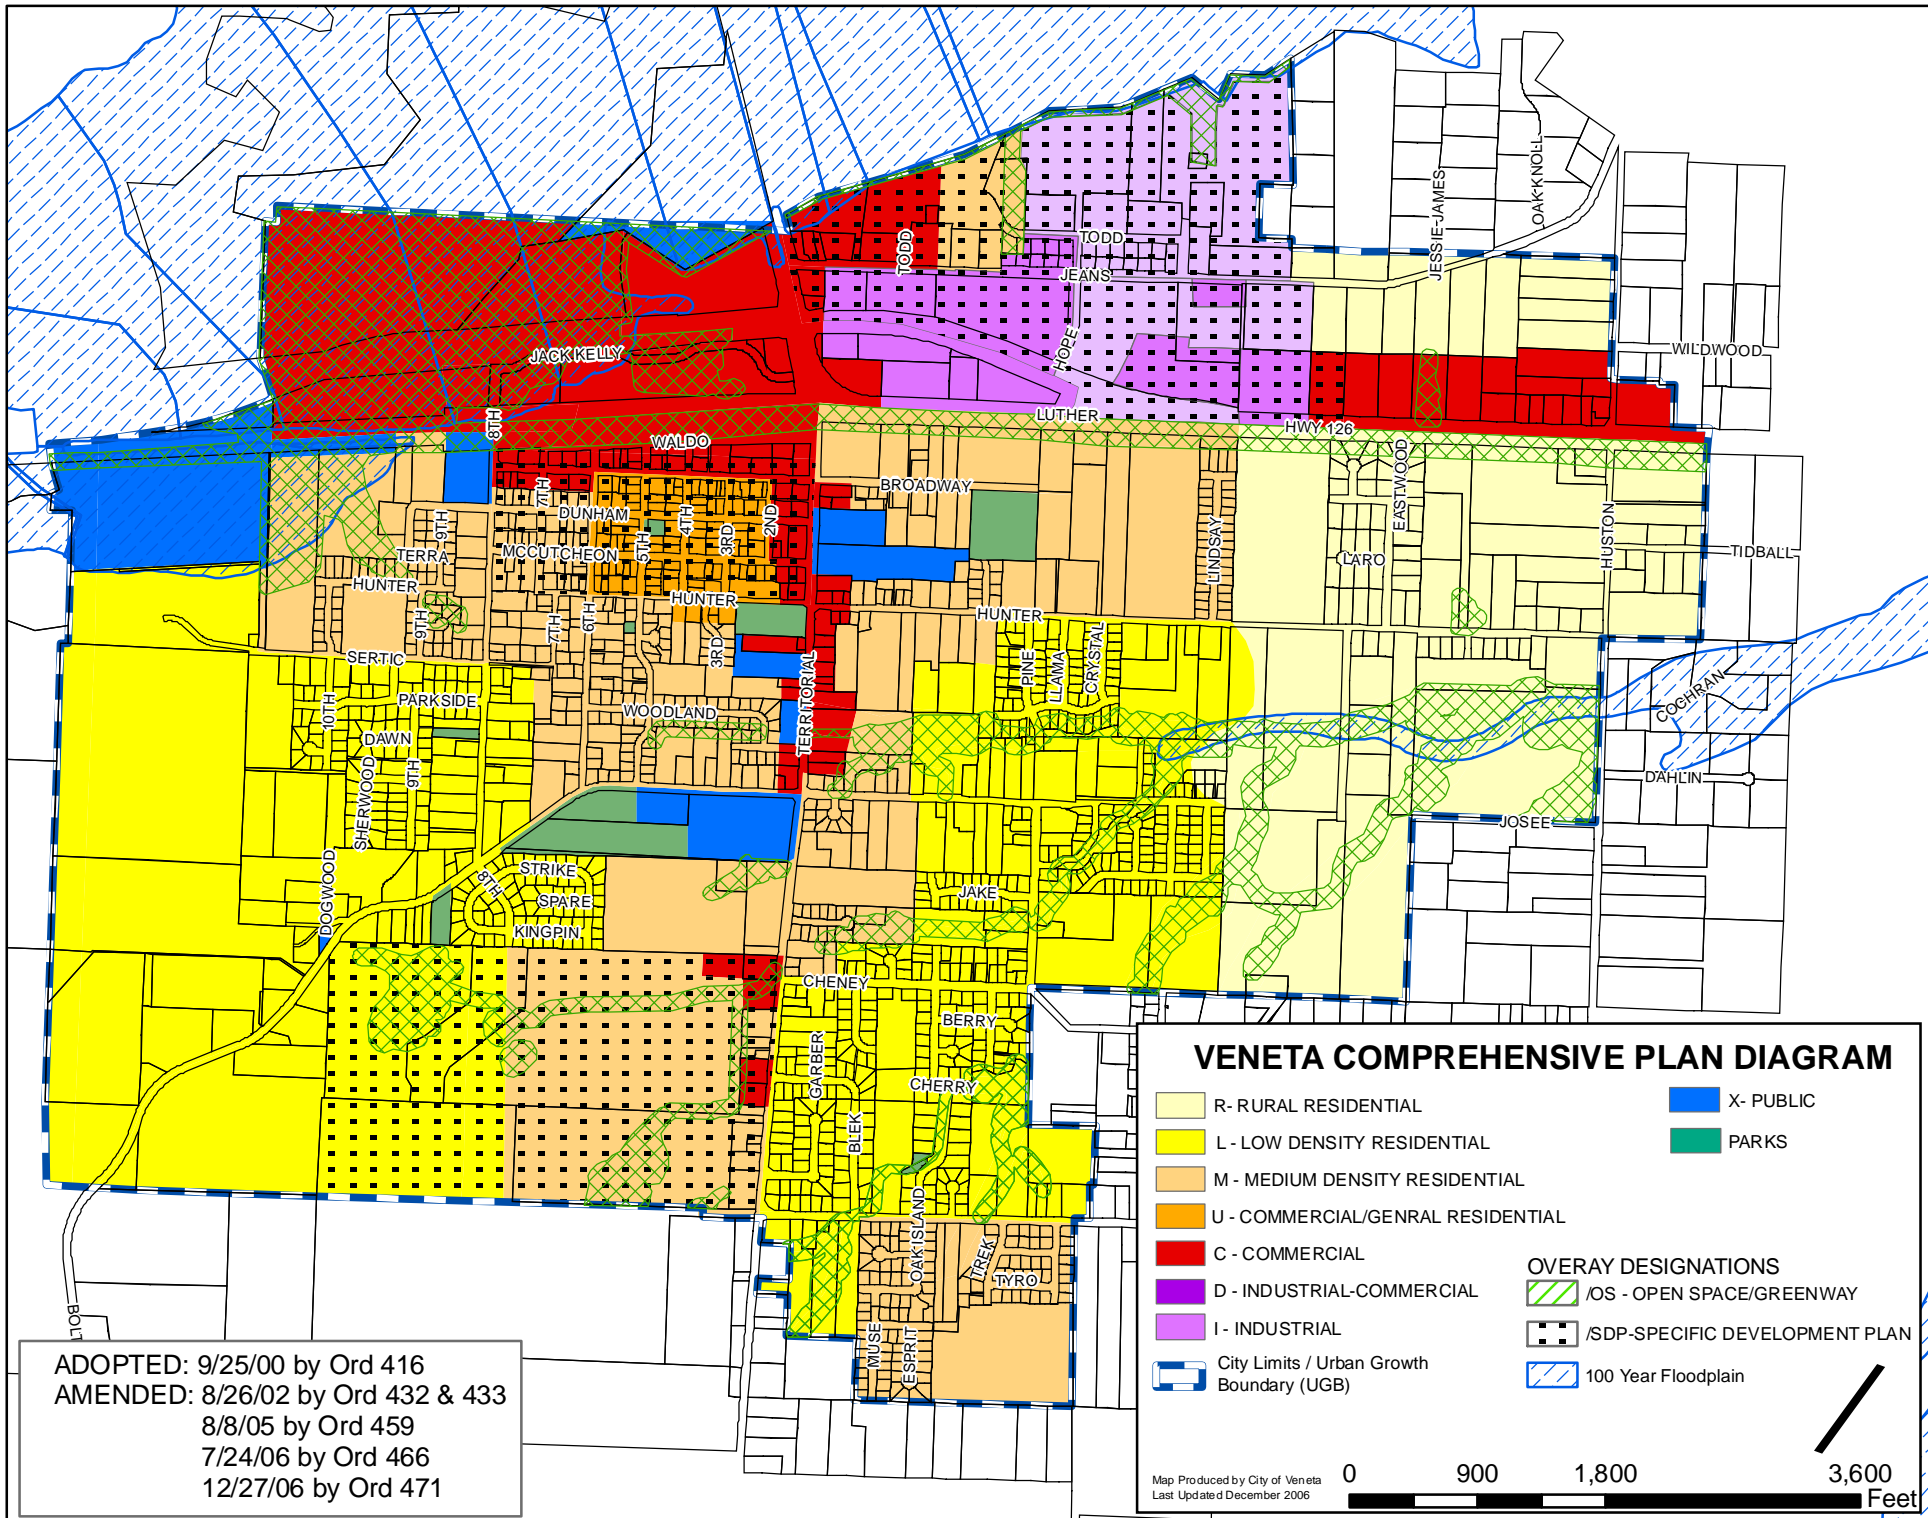 OAK KNOLL
JESSIE JAMES
TODD
TODD
JEANS
WILDWOOD
JACK KELLY
HOPE
LUTHER
HWY 126
8TH
WALDO
BROADWAY
EASTWOOD
7TH
DUNHAM
4TH
2ND
3RD
5TH
9TH
HUSTON
TERRA
MCCUTCHEON
LINDSAY
LARO
TIDBALL
HUNTER
HUNTER
HUNTER
9TH
7TH
6TH
3RD
SERTIC
PINE
LLAMA
CRYSTAL
TERRITORIAL
10TH
PARKSIDE
WOODLAND
COCHRAN
DAWN
9TH
SHERWOOD
DAHLIN
JOSEE
STRIKE
8TH
SPARE
JAKE
DOGWOOD
KINGPIN
CHENEY
BERRY
GARBER
CHERRY
BLEK
OAK ISLAND
TREK
TYRO
MUSE
ESPRIT
BOLT
VENETA COMPREHENSIVE PLAN DIAGRAM
R- RURAL RESIDENTIAL
L - LOW DENSITY RESIDENTIAL
M - MEDIUM DENSITY RESIDENTIAL
U - COMMERCIAL/GENRAL RESIDENTIAL
C - COMMERCIAL
D - INDUSTRIAL-COMMERCIAL
I - INDUSTRIAL
City Limits / Urban Growth
Boundary (UGB)
X- PUBLIC
PARKS
OVERAY DESIGNATIONS
/OS - OPEN SPACE/GREENWAY
/SDP-SPECIFIC DEVELOPMENT PLAN
100 Year Floodplain
Map Produced by City of Veneta
Last Updated December 2006
0 900 1,800 3,600
Feet
ADOPTED: 9/25/00 by Ord 416
AMENDED: 8/26/02 by Ord 432 & 433
8/8/05 by Ord 459
7/24/06 by Ord 466
12/27/06 by Ord 471